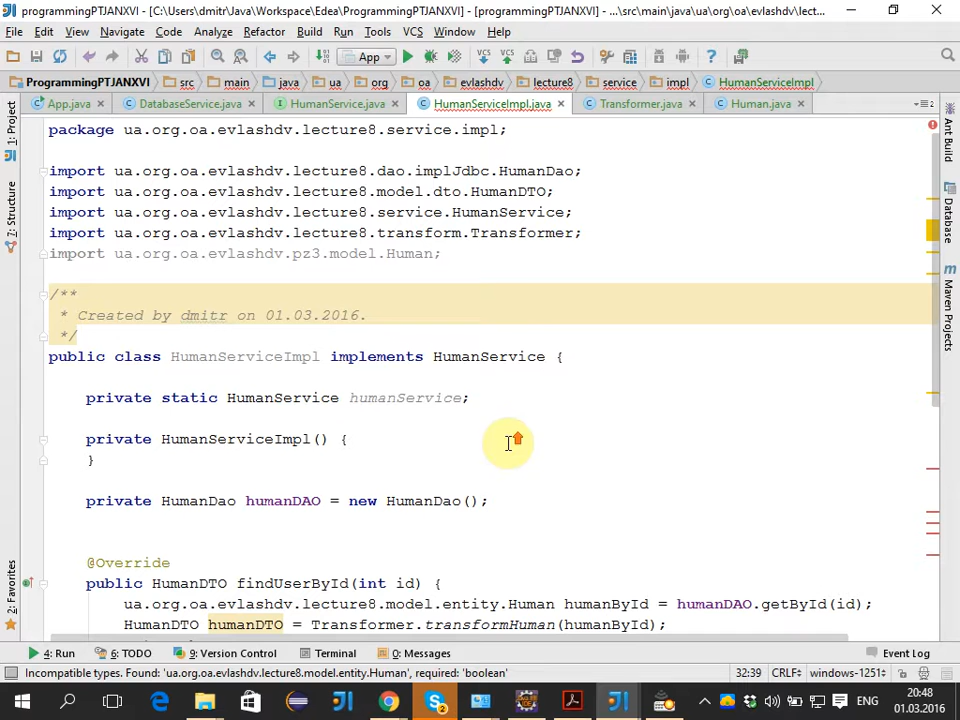 programmingPTJANXVI - [C:\Users\dmitr\Java\Workspace\Edea\ProgrammingPTJANXVI] - [programmingPTJANXVI] - ...\src\main\java\ua\org\oa\evlashdv\lect...
File Edit View Navigate Code Analyze Refactor Build Run Tools VCS Window Help
App
VCS VCS
ProgrammingPTJANXVI src main java ua org oa evlashdv lecture8 service impl HumanServiceImpl
App.java DatabaseService.java HumanService.java HumanServiceImpl.java Transformer.java Human.java
1: Project
7: Structure
2: Favorites
Ant Build
Database
Maven Projects
package ua.org.oa.evlashdv.lecture8.service.impl;
import ua.org.oa.evlashdv.lecture8.dao.implJdbc.HumanDao;
import ua.org.oa.evlashdv.lecture8.model.dto.HumanDTO;
import ua.org.oa.evlashdv.lecture8.service.HumanService;
import ua.org.oa.evlashdv.lecture8.transform.Transformer;
import ua.org.oa.evlashdv.pz3.model.Human;
/**
* Created by dmitr on 01.03.2016.
*/
public class HumanServiceImpl implements HumanService {
private static HumanService humanService;
private HumanServiceImpl() {
}
private HumanDao humanDAO = new HumanDao();
@Override
public HumanDTO findUserById(int id) {
ua.org.oa.evlashdv.lecture8.model.entity.Human humanById = humanDAO.getById(id);
HumanDTO humanDTO = Transformer.transformHuman(humanById);
4: Run 6: TODO 9: Version Control Terminal 0: Messages Event Log
Incompatible types. Found: 'ua.org.oa.evlashdv.lecture8.model.entity.Human', required: 'boolean' 32:39 CRLF÷ windows-1251÷
ENG
20:48
01.03.2016